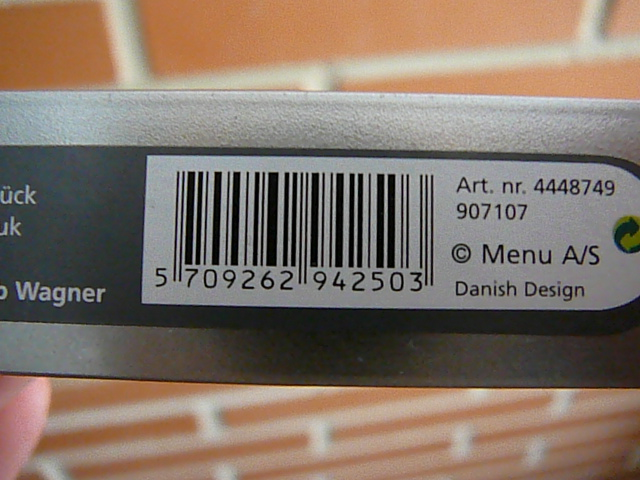 ück
uk
Wagner
5 709262 942503
Art. nr. 4448749
907107
© Menu A/S
Danish Design